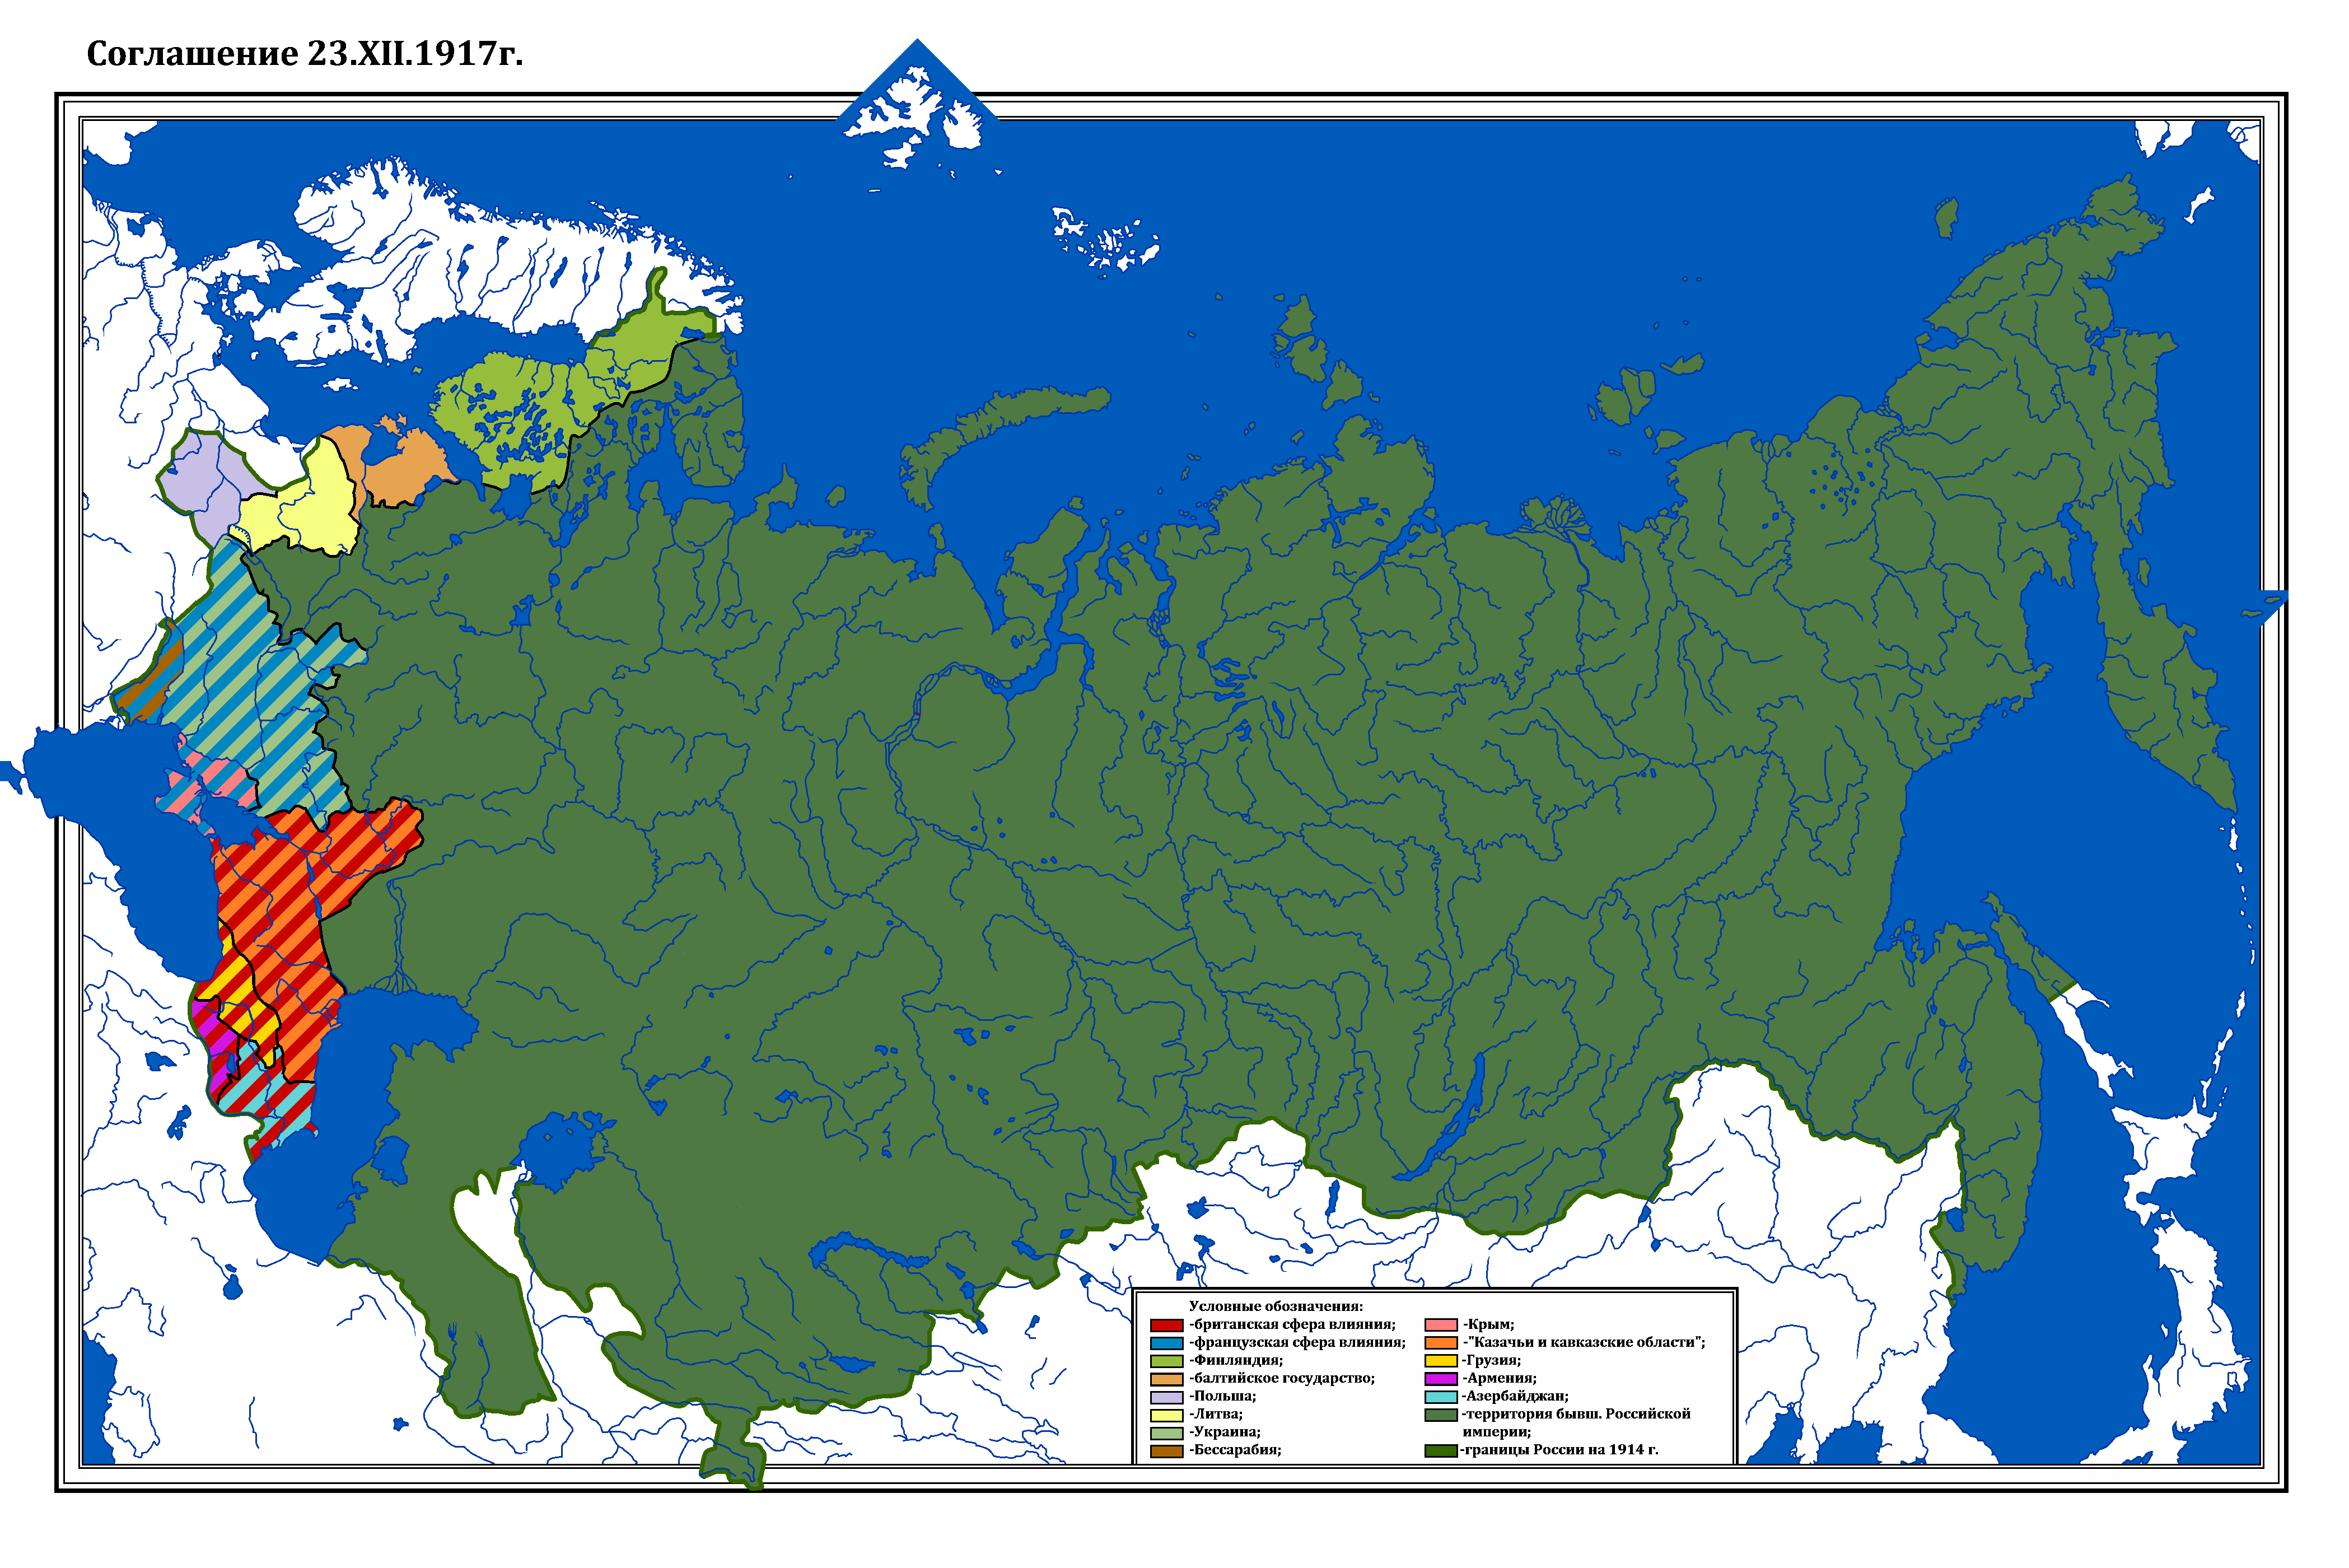 Соглашение 23.XII.1917г.
Условные обозначения:
-британская сфера влияния;
-французская сфера влияния;
-Финляндия;
-балтийское государство;
-Польша;
-Литва;
-Украина;
-Бессарабия;
-Крым;
-"Казачьи и кавказские области";
-Грузия;
-Армения;
-Азербайджан;
-территория бывш. Российской
империи;
-границы России на 1914 г.